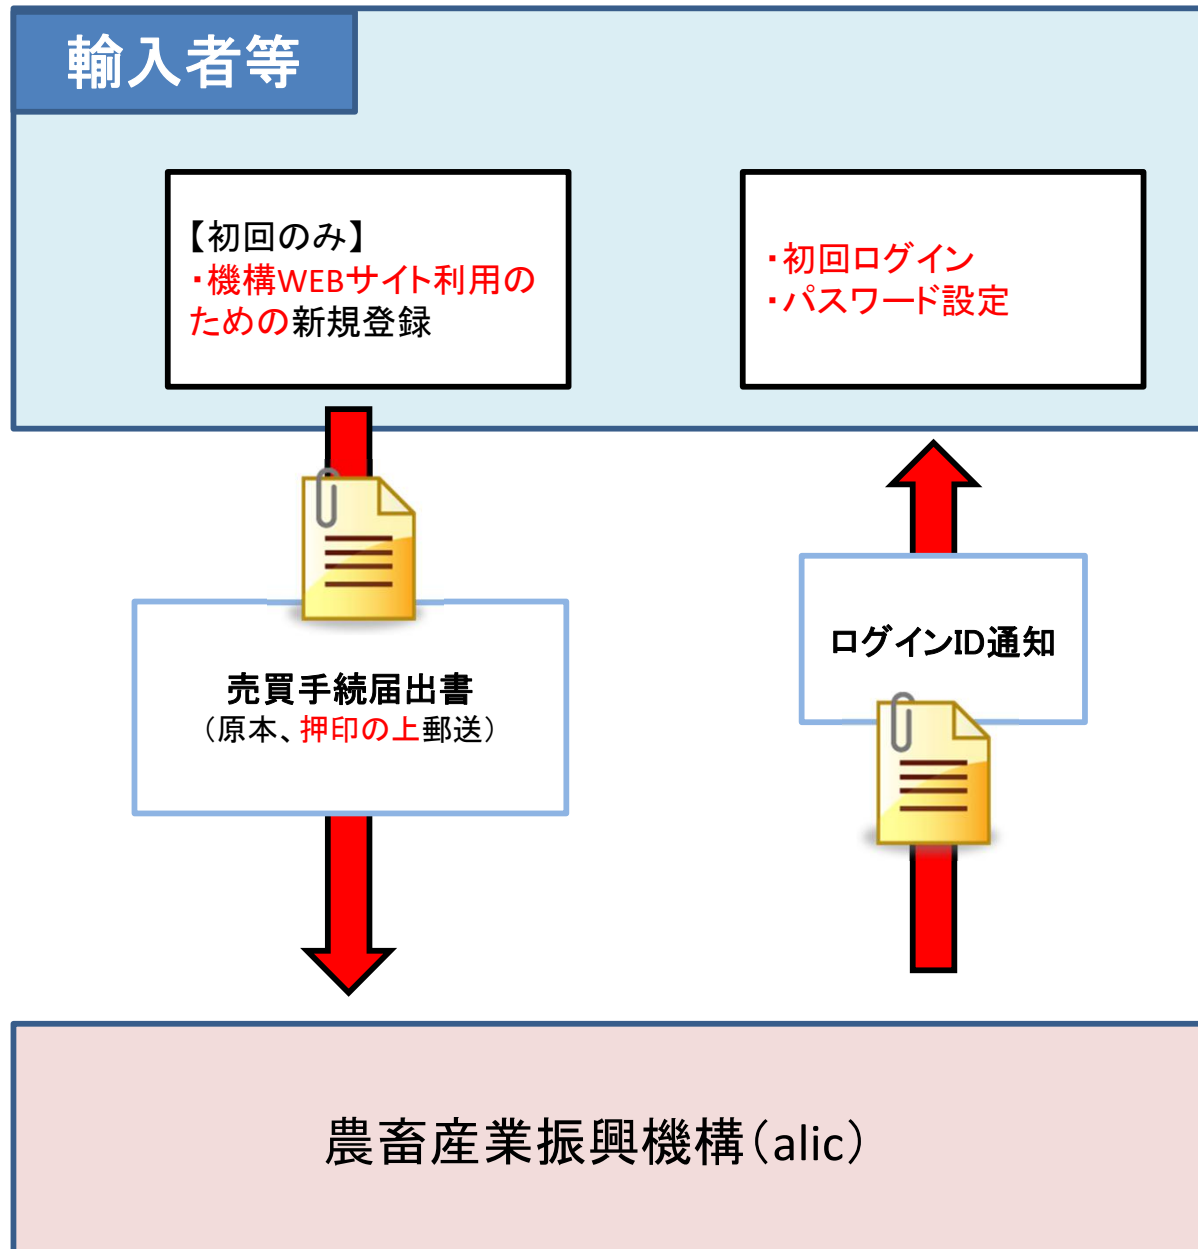 輸入者等
【初回のみ】
・機構WEBサイト利用の
ための新規登録
・初回ログイン
・パスワード設定
売買手続届出書
（原本、押印の上郵送）
ログインID通知
農畜産業振興機構（alic）